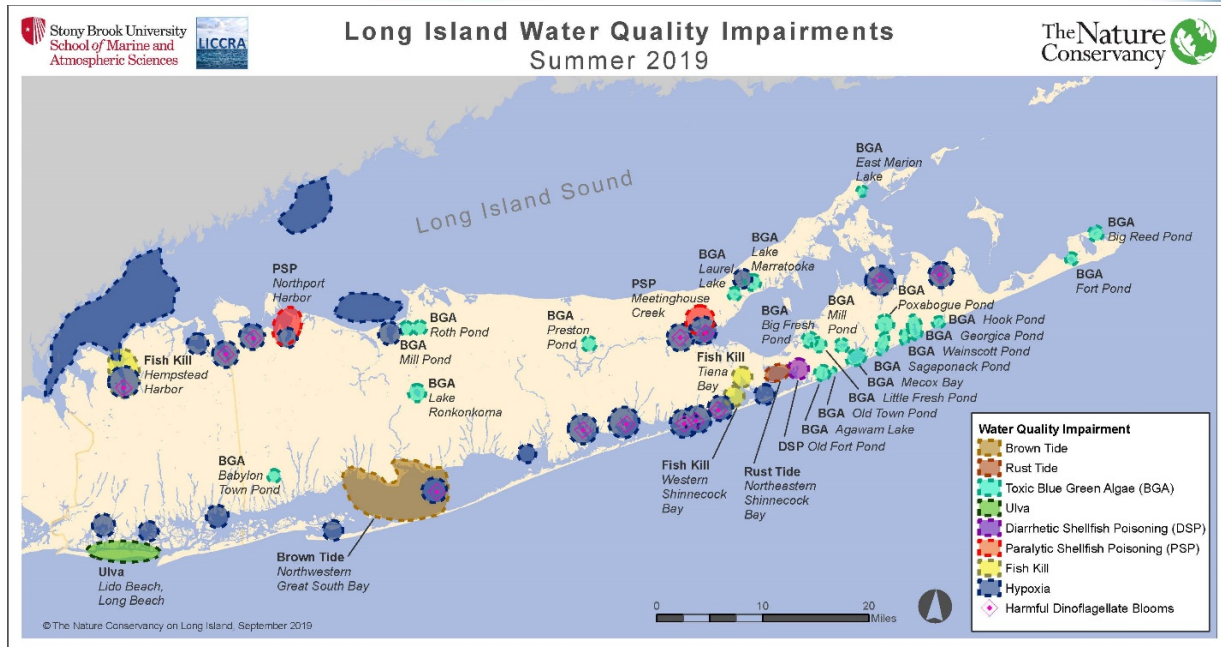 Stony Brook University
School of Marine and
Atmospheric Sciences
LICCRA
Long Island Water Quality Impairments
Summer 2019
The Nature
Conservancy
Long Island Sound
BGA
East Marion
Lake
BGA
Big Reed Pond
BGA
Fort Pond
PSP
Northport
Harbor
BGA
Laurel
Lake
BGA
Lake
Marratooka
PSP
Meetinghouse
Creek
BGA
Roth Pond
BGA
Mill Pond
BGA
Preston
Pond
BGA
Big Fresh
Pond
BGA
Mill
Pond
BGA
Poxabogue Pond
BGA Hook Pond
BGA Georgica Pond
BGA Wainscott Pond
BGA Sagaponack Pond
BGA Mecox Bay
BGA Little Fresh Pond
BGA Old Town Pond
BGA Agawam Lake
DSP Old Fort Pond
Fish Kill
Hempstead
Harbor
Fish Kill
Tiana
Bay
BGA
Lake
Ronkonkoma
BGA
Babylon
Town Pond
Fish Kill
Western
Shinnecock
Bay
Rust Tide
Northeastern
Shinnecock
Bay
Brown Tide
Northwestern
Great South Bay
Ulva
Lido Beach,
Long Beach
Water Quality Impairment
Brown Tide
Rust Tide
Toxic Blue Green Algae (BGA)
Ulva
Diarrhetic Shellfish Poisoning (DSP)
Paralytic Shellfish Poisoning (PSP)
Fish Kill
Hypoxia
Harmful Dinoflagellate Blooms
0 10 20
Miles
© The Nature Conservancy on Long Island, September 2019